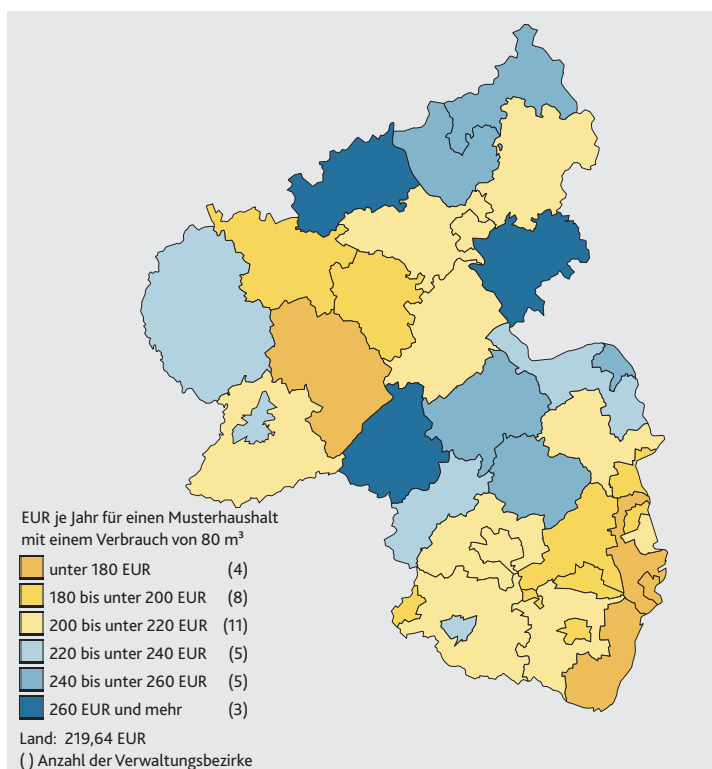 EUR je Jahr für einen Musterhaushalt
mit einem Verbrauch von 80 m³
unter 180 EUR (4)
180 bis unter 200 EUR (8)
200 bis unter 220 EUR (11)
220 bis unter 240 EUR (5)
240 bis unter 260 EUR (5)
260 EUR und mehr (3)
Land: 219,64 EUR
( ) Anzahl der Verwaltungsbezirke